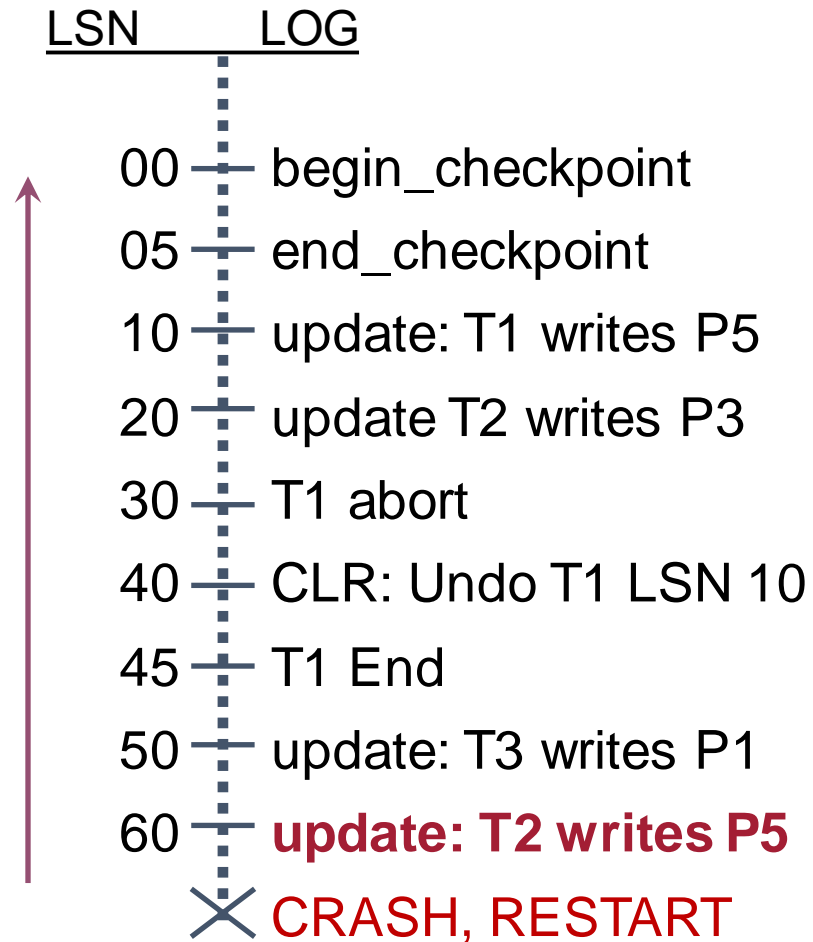 LSN LOG
00 begin_checkpoint
05 end_checkpoint
10 update: T1 writes P5
20 update T2 writes P3
30 T1 abort
40 CLR: Undo T1 LSN 10
45 T1 End
50 update: T3 writes P1
60 update: T2 writes P5
CRASH, RESTART